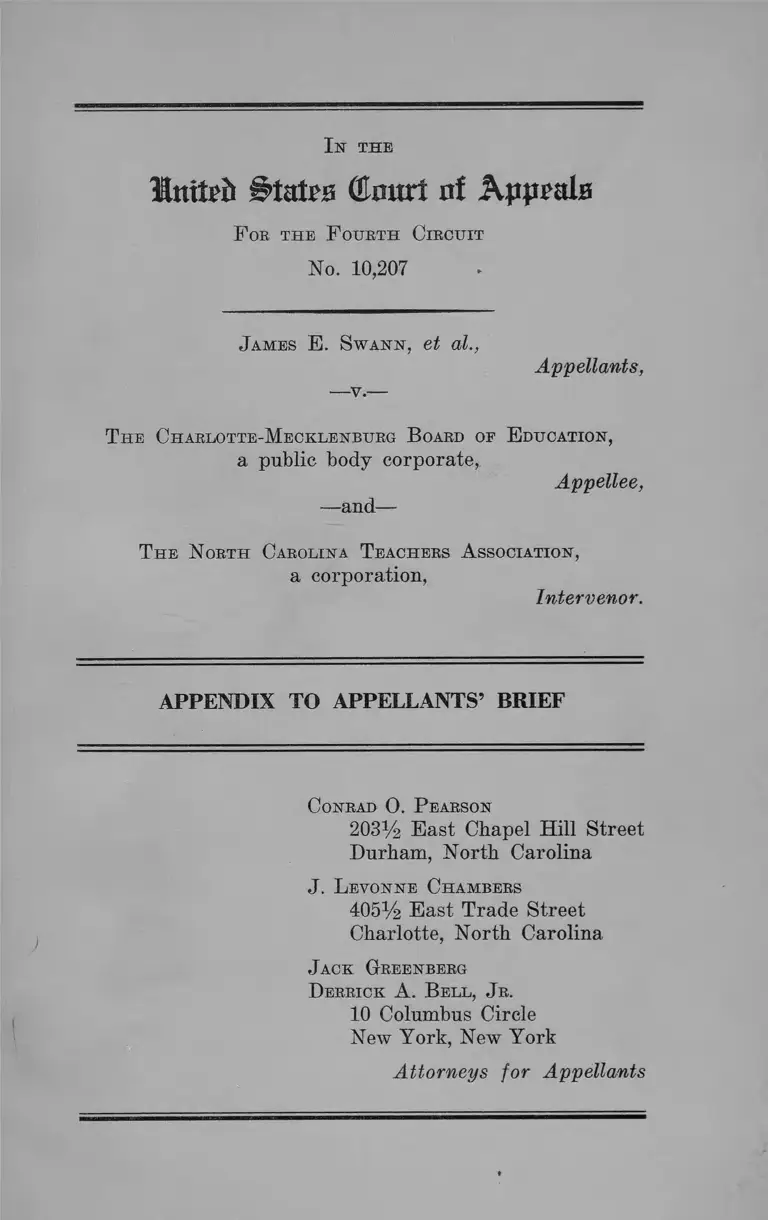 IN THE
United States Court of Appeals
FOR THE FOURTH CIRCUIT
No. 10,207
JAMES E. SWANN, et al.,
Appellants,
—v.—
THE CHARLOTTE-MECKLENBURG BOARD OF EDUCATION,
a public body corporate,
Appellee,
—and—
THE NORTH CAROLINA TEACHERS ASSOCIATION,
a corporation,
Intervenor.
APPENDIX TO APPELLANTS’ BRIEF
CONRAD O. PEARSON
203½ East Chapel Hill Street
Durham, North Carolina
J. LEVONNE CHAMBERS
405½ East Trade Street
Charlotte, North Carolina
JACK GREENBERG
DERRICK A. BELL, JR.
10 Columbus Circle
New York, New York
Attorneys for Appellants